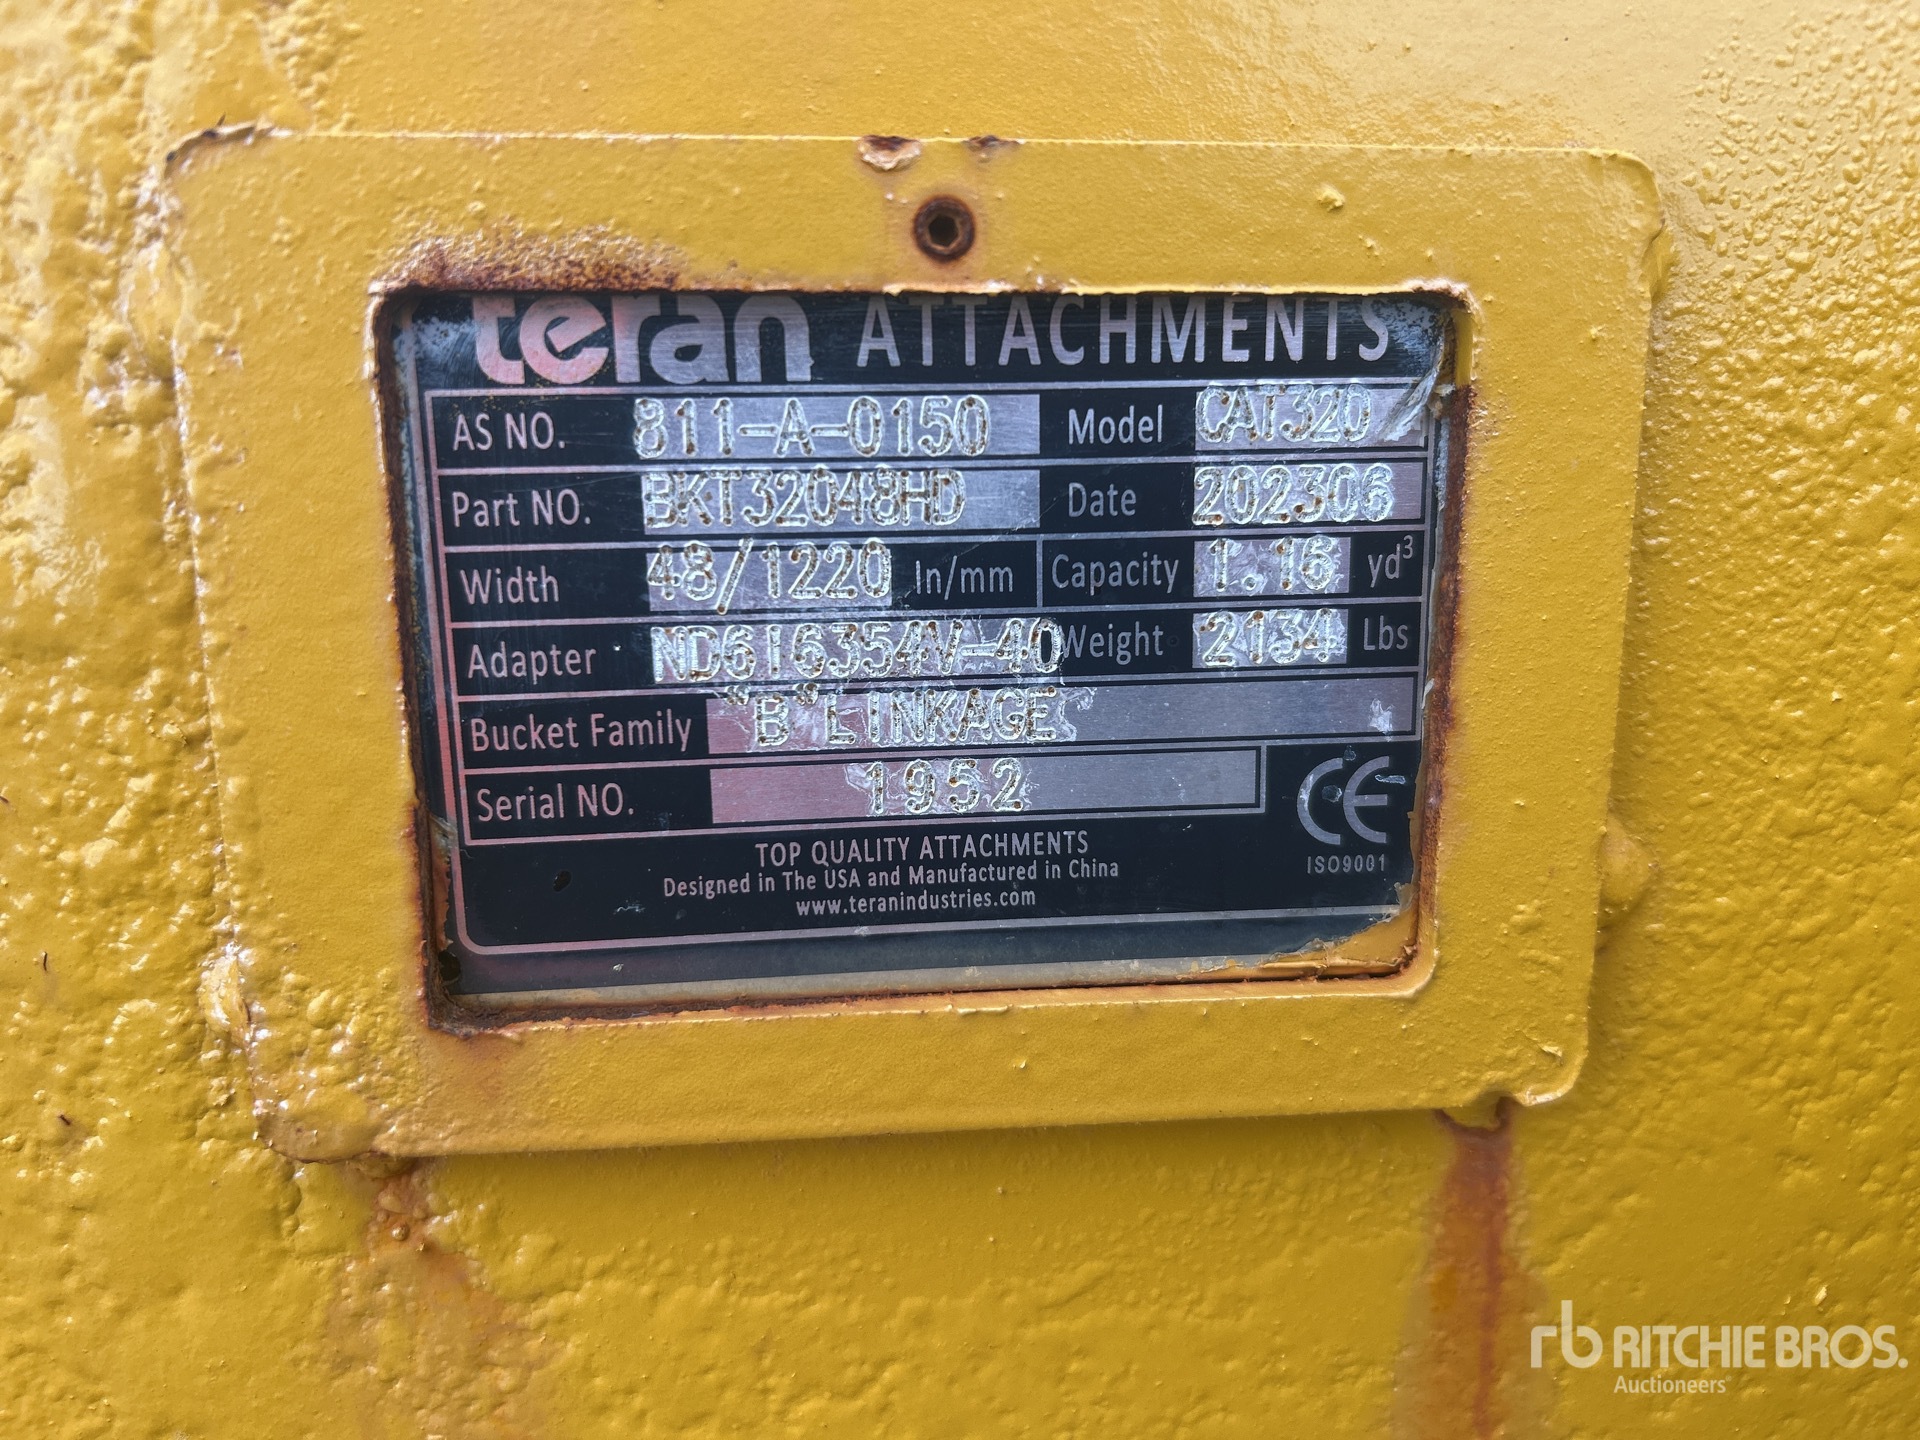 teran ATTACHMENTS
AS NO. 811-A-0150 Model CAT320
Part NO. BKT32048HD Date 202306
Width 48/1220 In/mm Capacity 1.16 yd³
Adapter ND616354V-40 Weight 2134 Lbs
Bucket Family "B"LINKAGE
Serial NO. 1952
CE
ISO9001
TOP QUALITY ATTACHMENTS
Designed in The USA and Manufactured in China
www.teranindustries.com
rb RITCHIE BROS.
Auctioneers